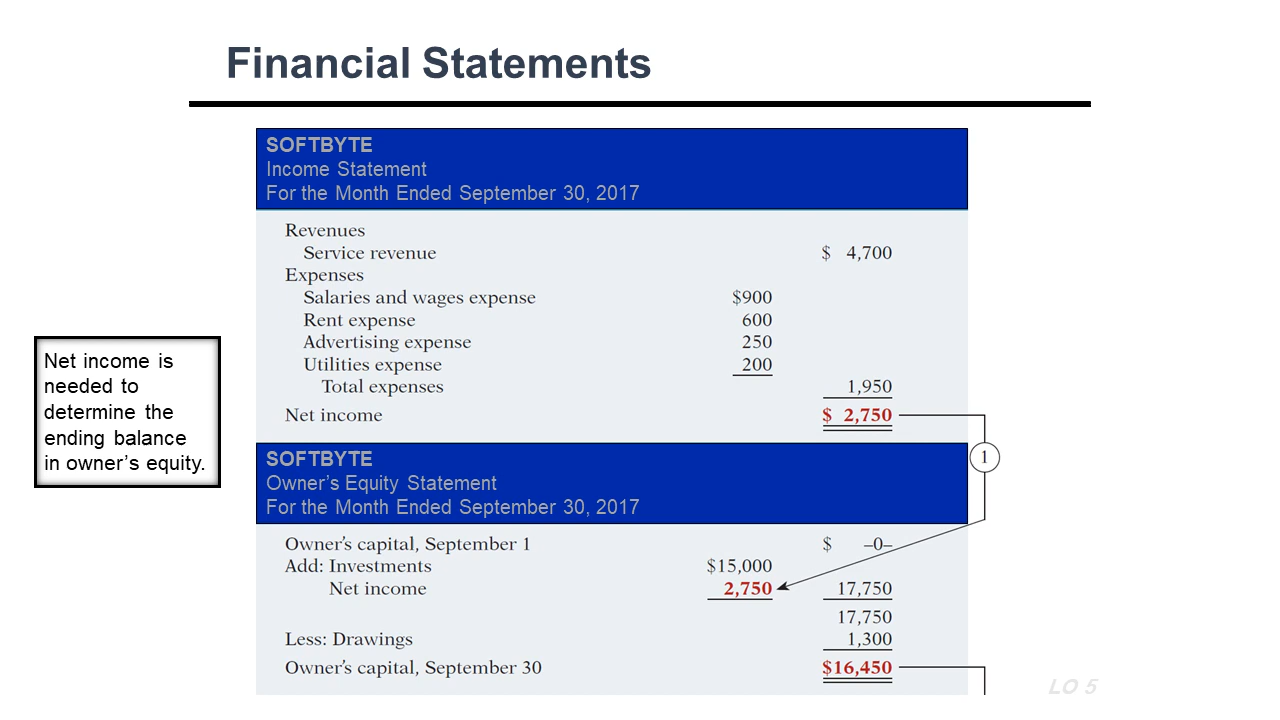 Financial Statements
SOFTBYTE
Income Statement
For the Month Ended September 30, 2017
Revenues
Service revenue $ 4,700
Expenses
Salaries and wages expense $900
Rent expense 600
Advertising expense 250
Utilities expense 200
Total expenses 1,950
Net income $ 2,750
Net income is
needed to
determine the
ending balance
in owner’s equity.
1
SOFTBYTE
Owner’s Equity Statement
For the Month Ended September 30, 2017
Owner’s capital, September 1 $ –0–
Add: Investments $15,000
Net income 2,750 17,750
17,750
Less: Drawings 1,300
Owner’s capital, September 30 $16,450
LO 5